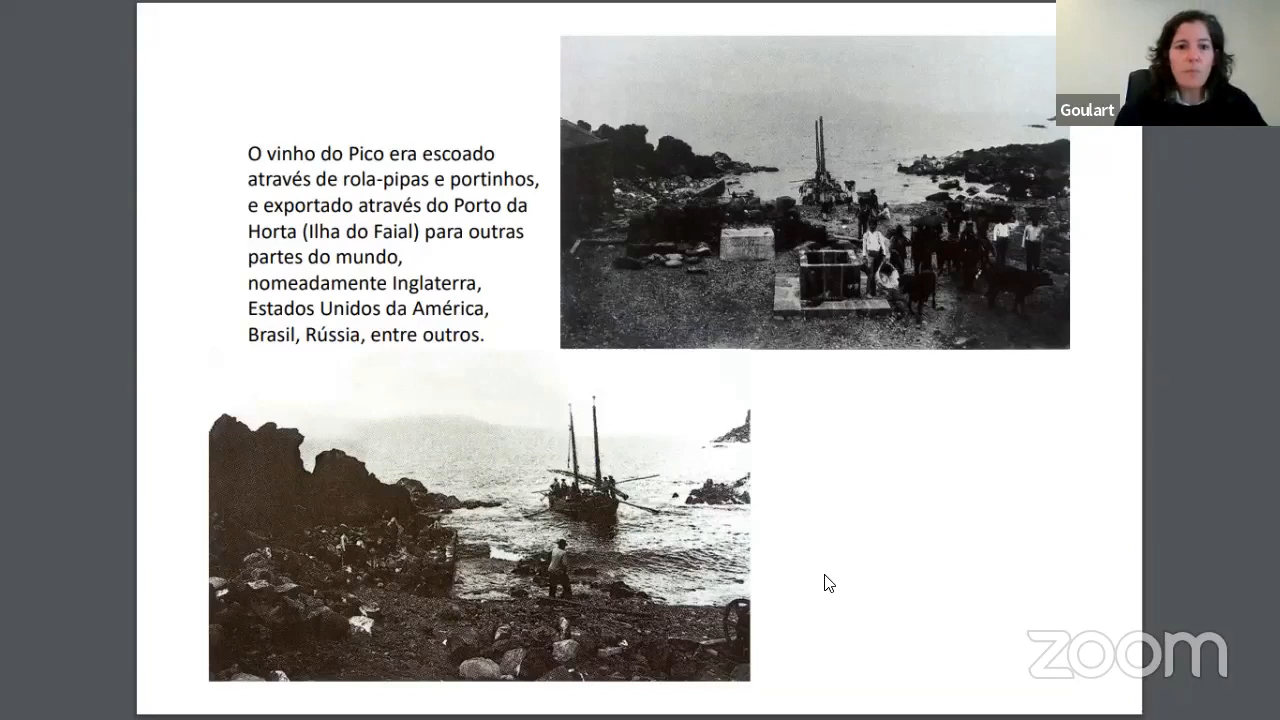 Goulart
O vinho do Pico era escoado
através de rola-pipas e portinhos,
e exportado através do Porto da
Horta (Ilha do Faial) para outras
partes do mundo,
nomeadamente Inglaterra,
Estados Unidos da América,
Brasil, Rússia, entre outros.
zoom